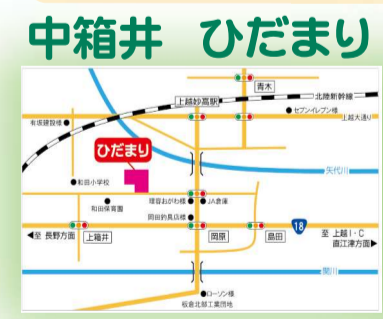 中箱井 ひだまり
青木
上越妙高駅
北陸新幹線
セブンイレブン様
有坂建設様
上越大通り
ひだまり
矢代川
和田小学校
和田保育園
理容おがわ様
JA倉庫
岡田釣具店様
18
◀至 長野方面
上箱井
岡原
島田
至 上越I・C
直江津方面▶
関川
ローソン様
板倉北部工業団地